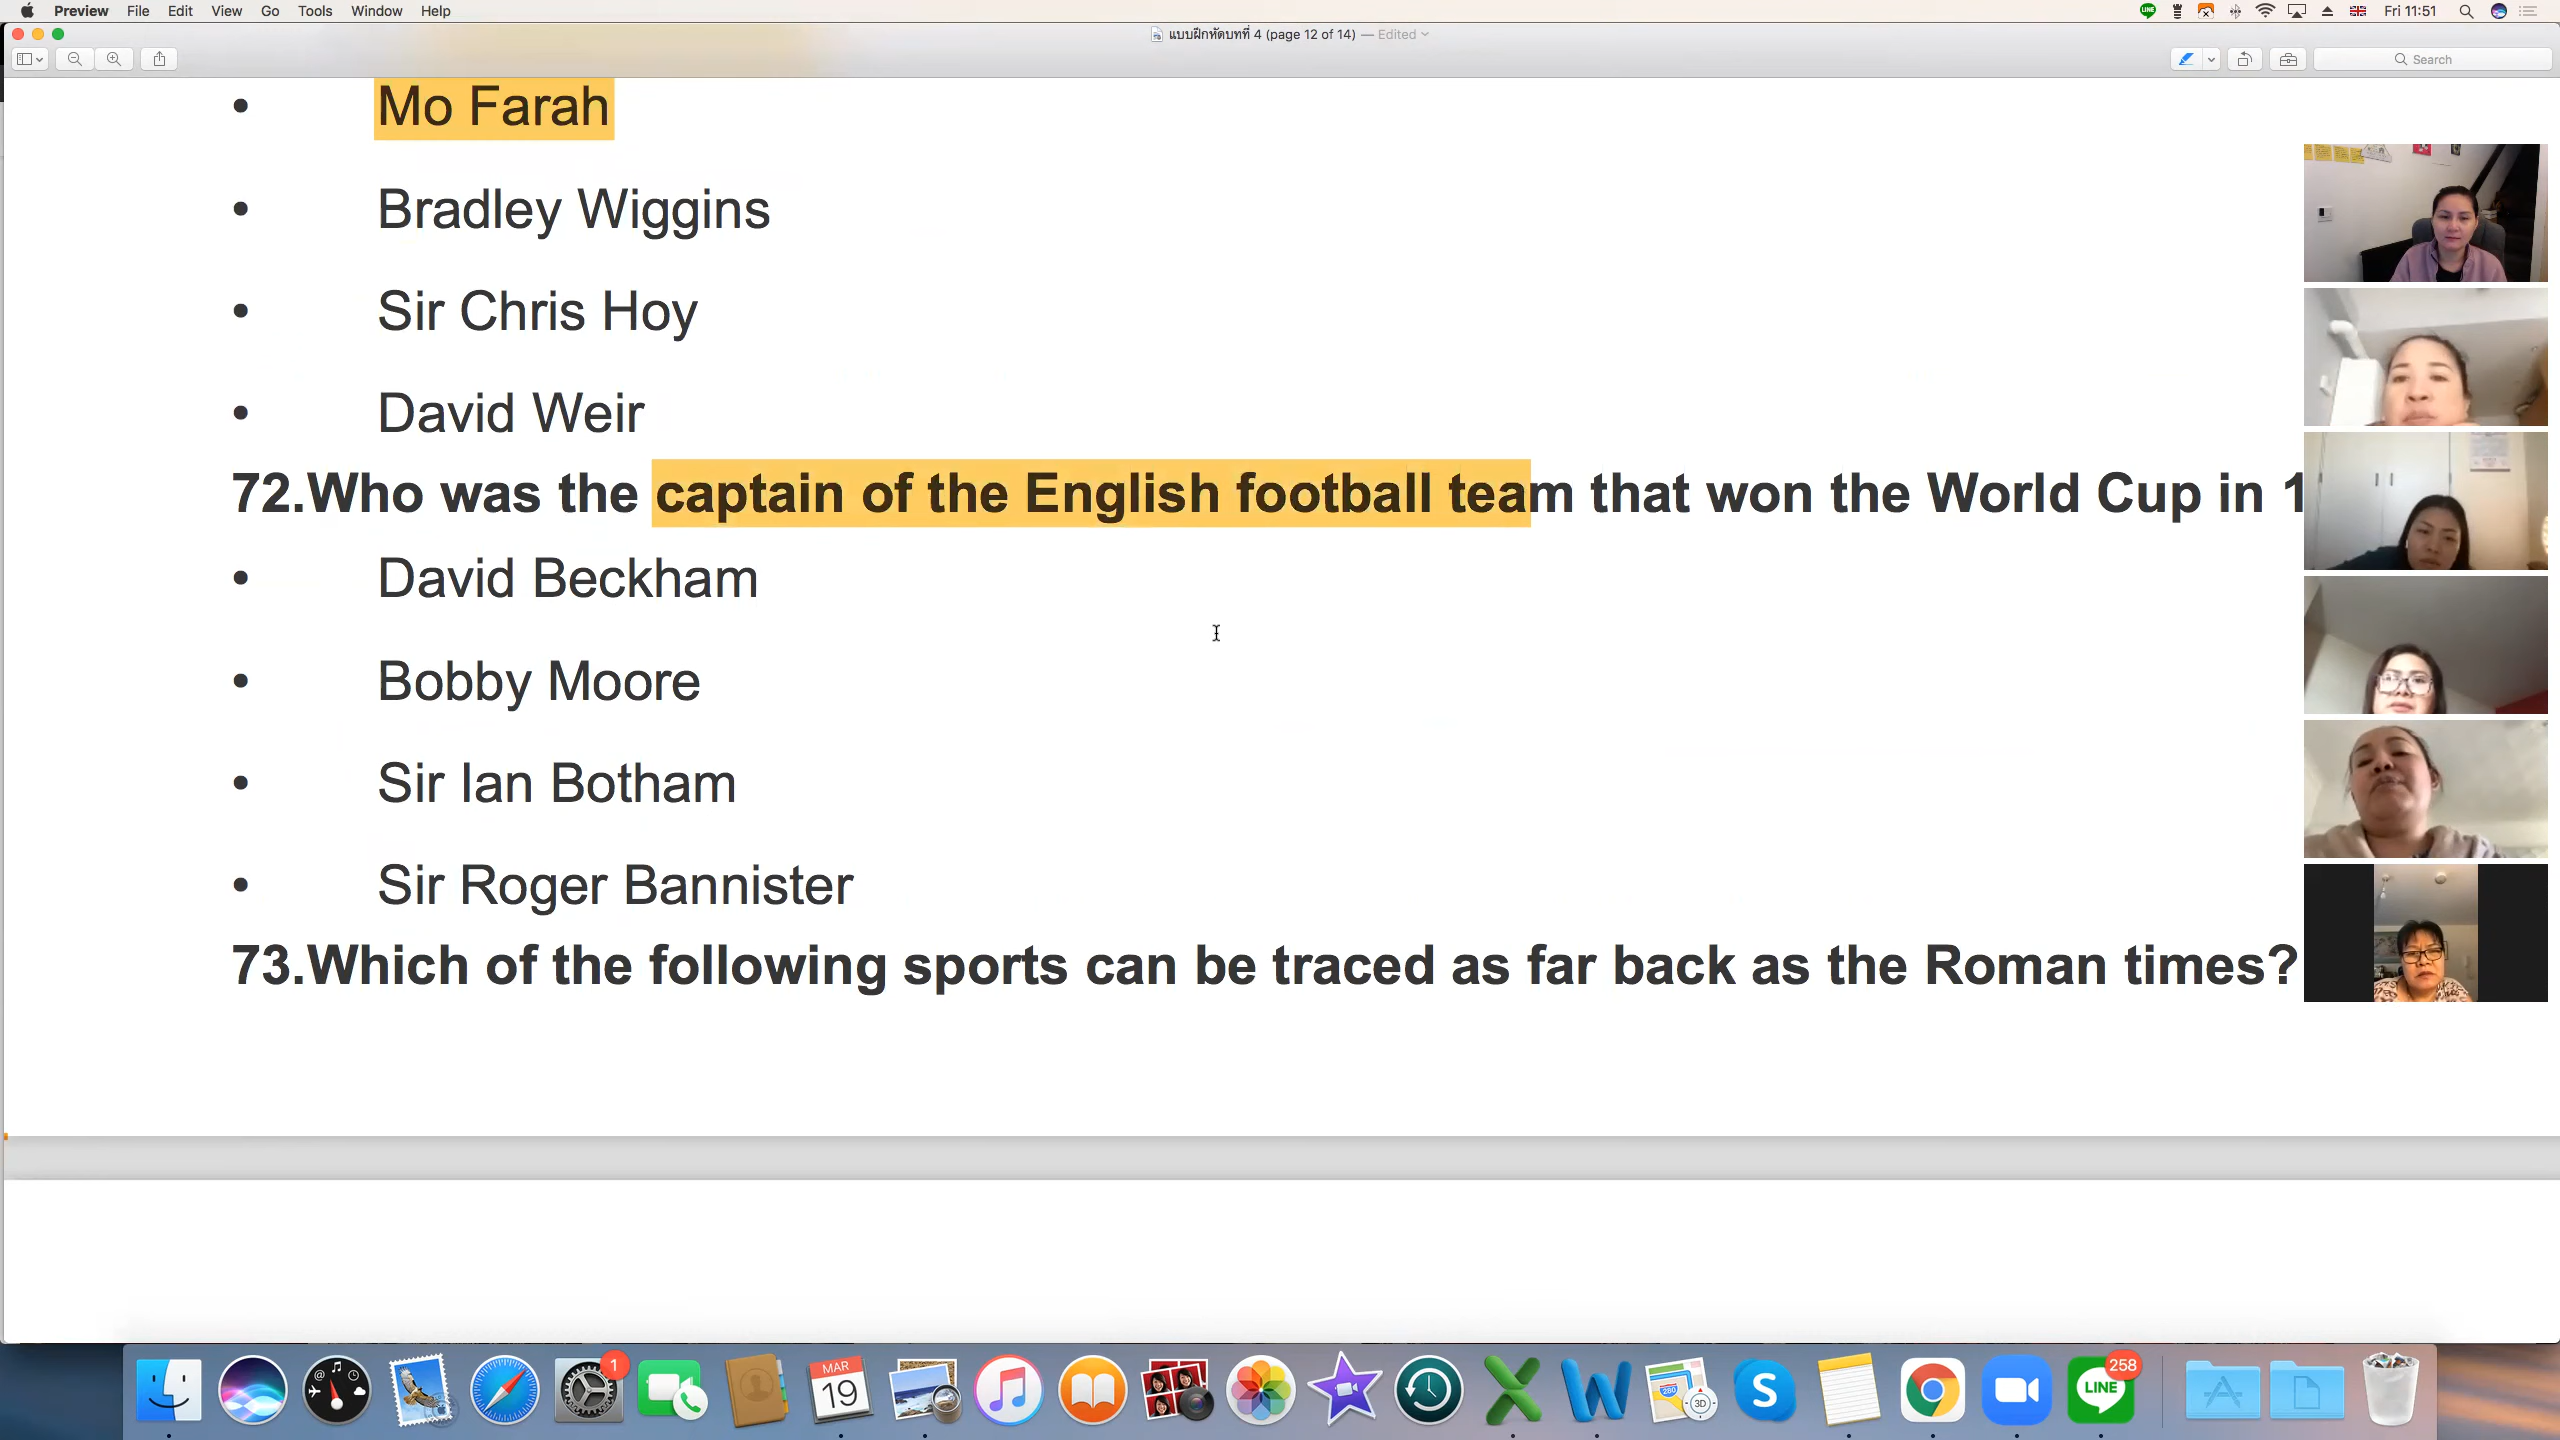 Preview File Edit View Go Tools Window Help
Fri 11:51
แบบฝึกหัดบทที่ 4 (page 12 of 14) — Edited
Search
• Mo Farah
• Bradley Wiggins
• Sir Chris Hoy
• David Weir
72.Who was the captain of the English football team that won the World Cup in 1
• David Beckham
• Bobby Moore
• Sir Ian Botham
• Sir Roger Bannister
73.Which of the following sports can be traced as far back as the Roman times?
1
MAR
19
280
3D
X
W
S
LINE
258